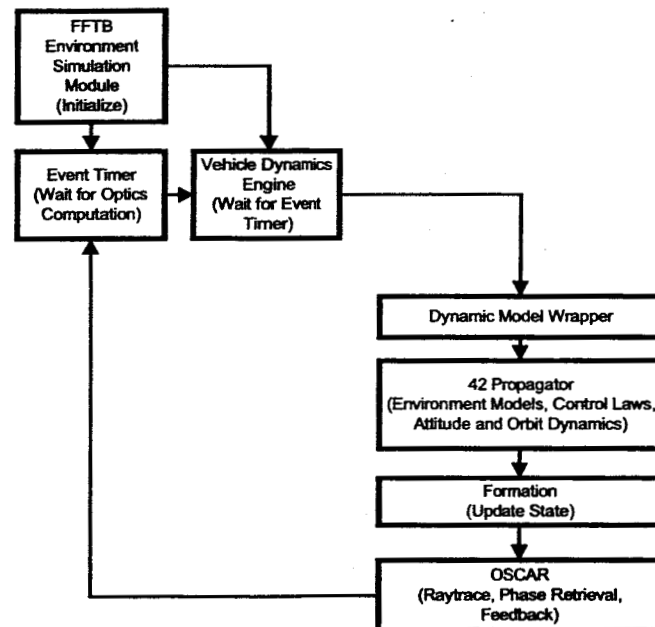 FFTB
Environment
Simulation
Module
(Initialize)
Event Timer
(Wait for Optics
Computation)
Vehicle Dynamics
Engine
(Wait for Event
Timer)
Dynamic Model Wrapper
42 Propagator
(Environment Models, Control Laws,
Attitude and Orbit Dynamics)
Formation
(Update State)
OSCAR
(Raytrace, Phase Retrieval,
Feedback)